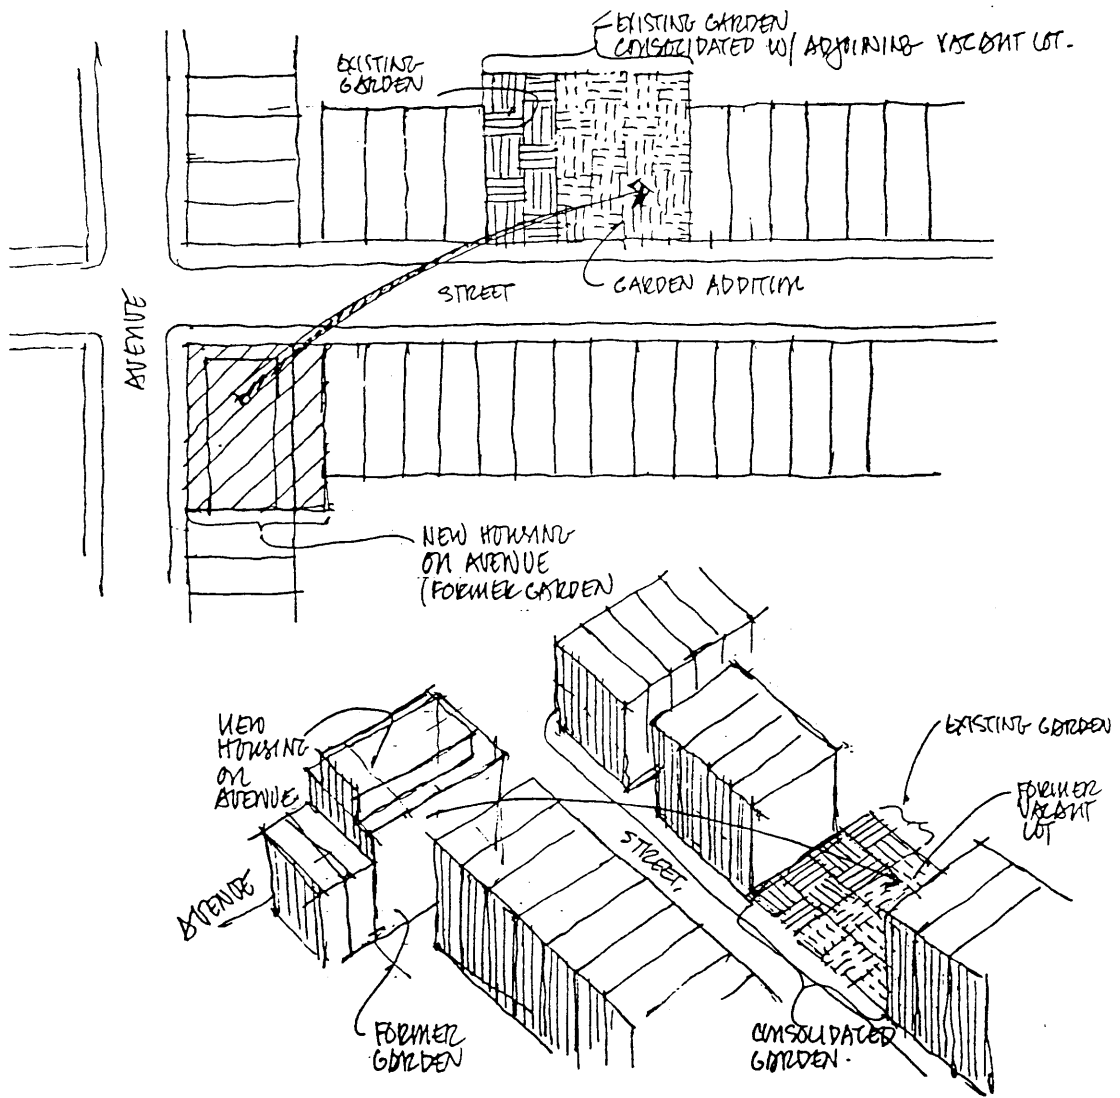 EXISTING GARDEN
CONSOLIDATED W/ ADJOINING VACANT LOT.
EXISTING
GARDEN
STREET
GARDEN ADDITION
AVENUE
NEW HOUSING
ON AVENUE
(FORMER GARDEN
NEW
HOUSING
ON
AVENUE
EXISTING GARDEN
FORMER
VACANT
LOT
STREET.
AVENUE
FORMER
GARDEN
CONSOLIDATED
GARDEN.